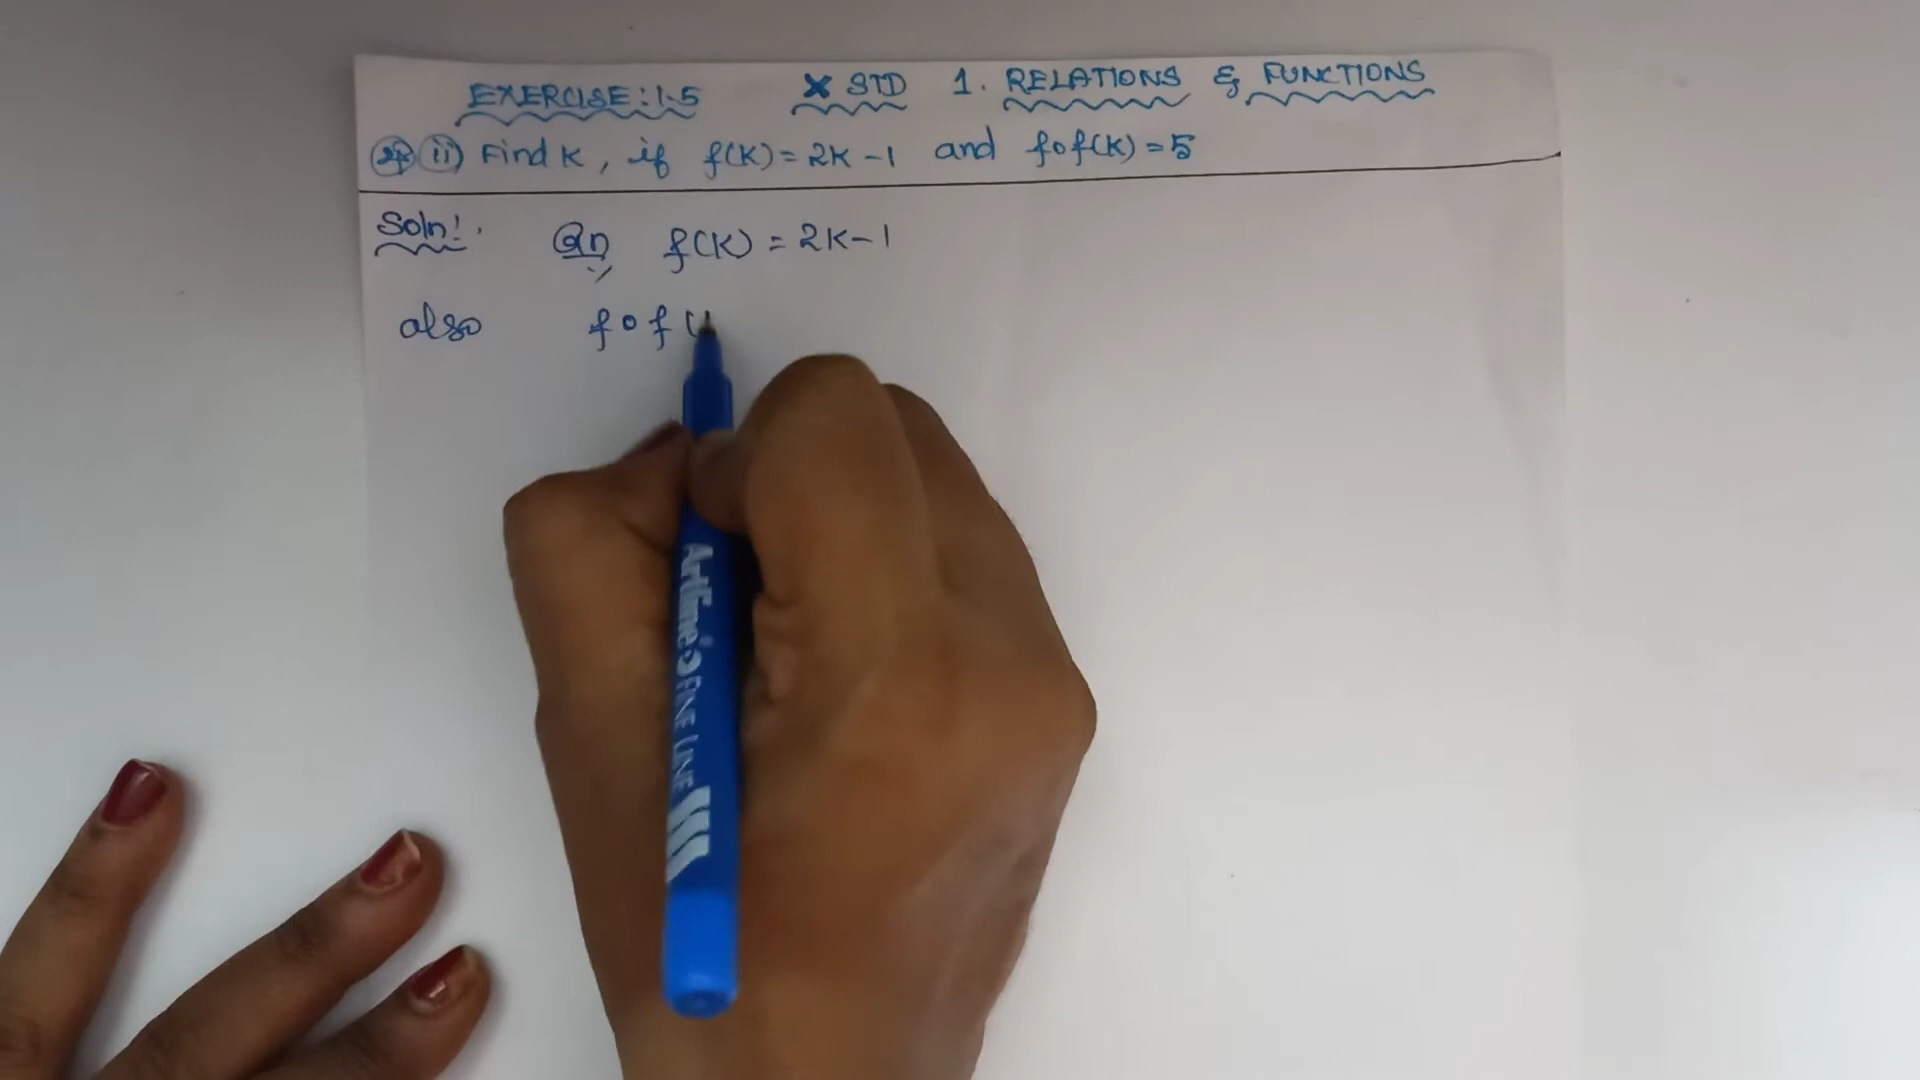 EXERCISE: 1.5 X STD 1. RELATIONS & FUNCTIONS
ii) Find K, if f(K) = 2K - 1 and fof(K) = 5
Soln: Gn f(K) = 2K - 1
also fof(
Artline FINE LINE